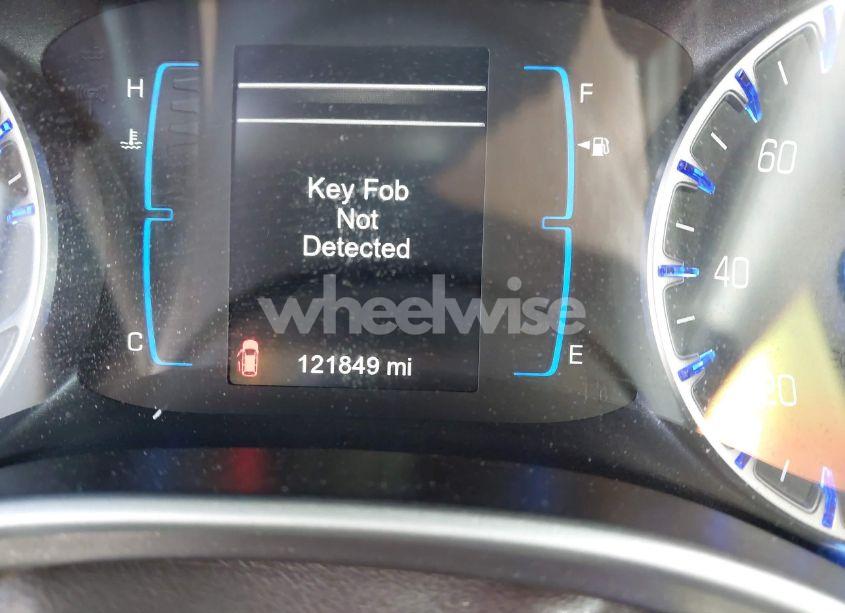 H
F
60
Key Fob
Not
Detected
40
wheelwise
C
E
121849 mi
20